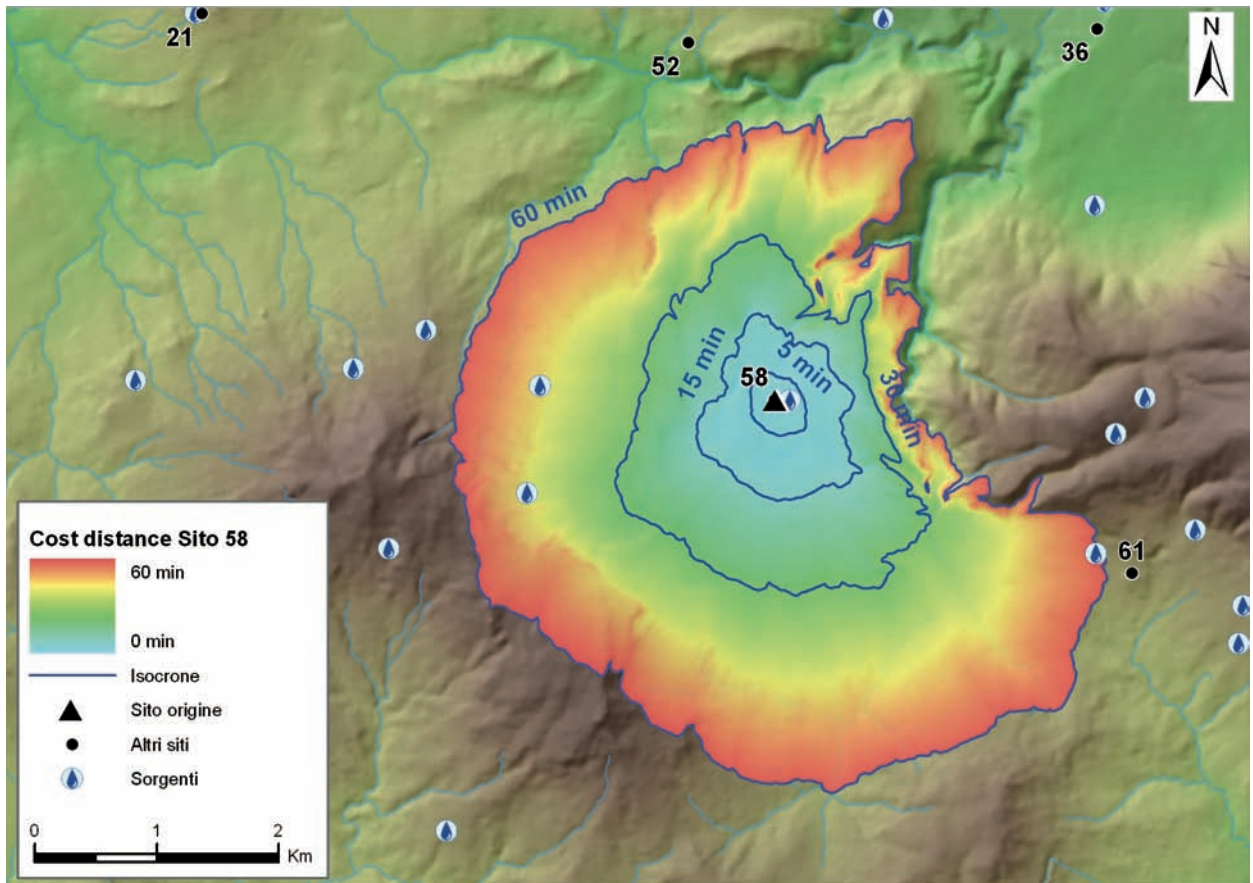 21
52
36
N
60 min
15 min
5 min
58
30 min
61
Cost distance Sito 58
60 min
0 min
Isocrone
Sito origine
Altri siti
Sorgenti
0 1 2
Km